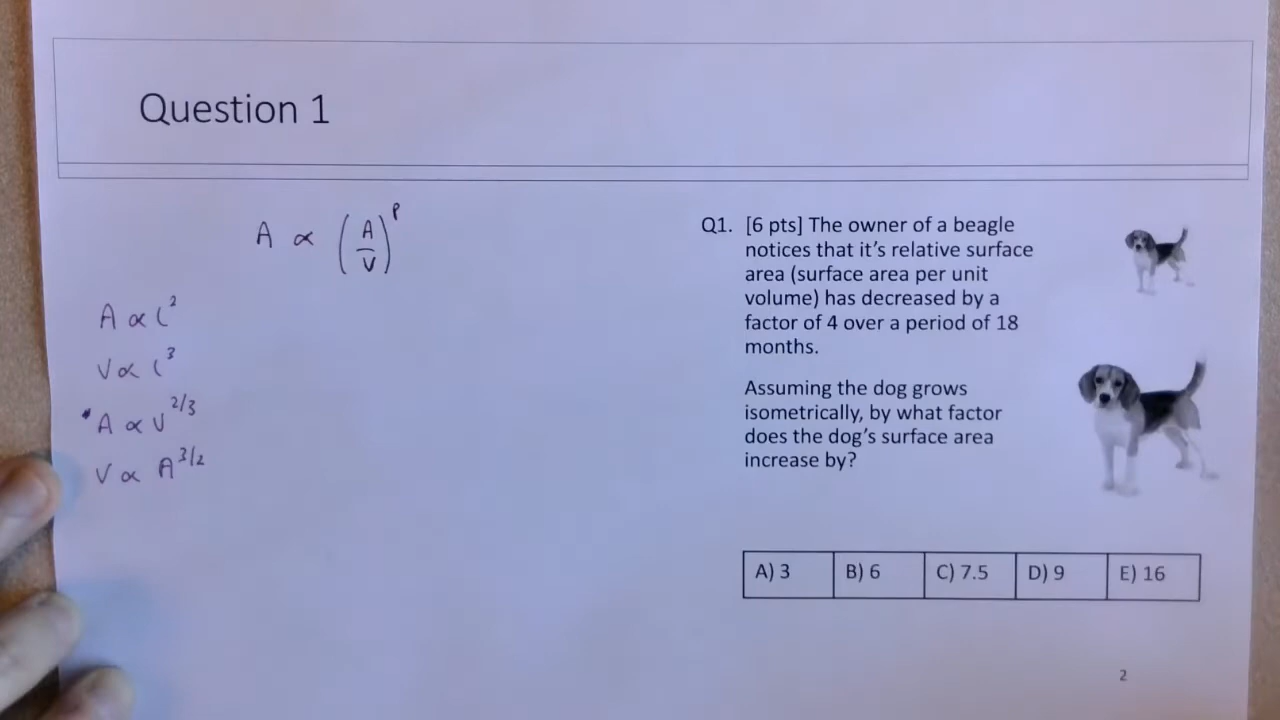 Question 1
A ∝ (A/V)^P
A ∝ L^2
V ∝ L^3
* A ∝ V^2/3
V ∝ A^3/2
Q1. [6 pts] The owner of a beagle
notices that it's relative surface
area (surface area per unit
volume) has decreased by a
factor of 4 over a period of 18
months.
Assuming the dog grows
isometrically, by what factor
does the dog's surface area
increase by?
A) 3 B) 6 C) 7.5 D) 9 E) 16
2